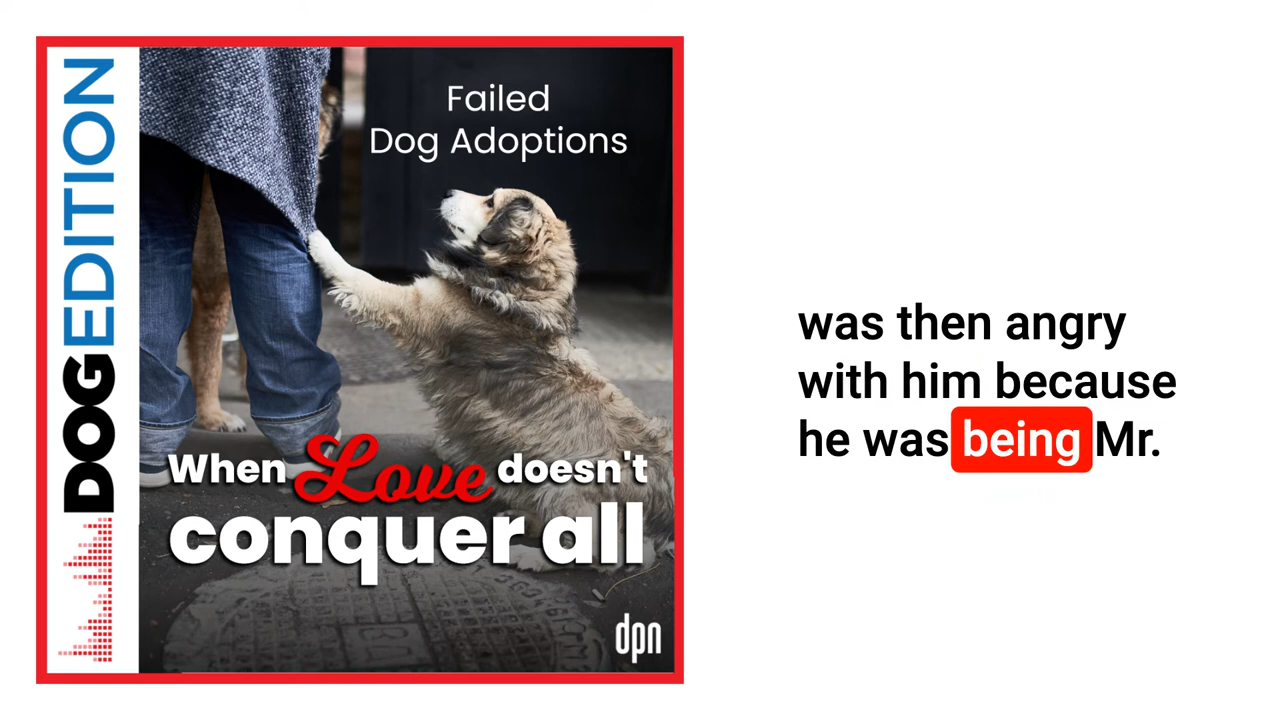 DOGEDITION
Failed
Dog Adoptions
When Love doesn't
conquer all
dpn
was then angry
with him because
he was being Mr.